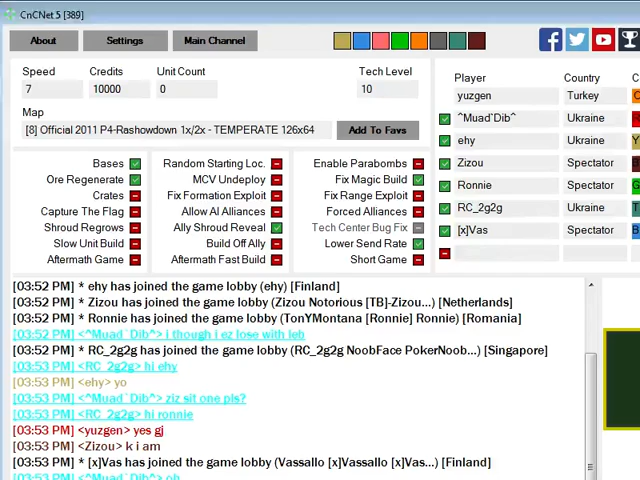 CnCNet 5 [389]
About Settings Main Channel
Speed Credits Unit Count Tech Level
7 10000 0 10
Map
[8] Official 2011 P4-Rashowdown 1x/2x - TEMPERATE 126x64 Add To Favs
Player Country
yuzgen Turkey
^Muad`Dib^ Ukraine
ehy Ukraine
Zizou Spectator
Ronnie Spectator
RC_2g2g Ukraine
[x]Vas Spectator
Bases Random Starting Loc. Enable Parabombs
Ore Regenerate MCV Undeploy Fix Magic Build
Crates Fix Formation Exploit Fix Range Exploit
Capture The Flag Allow AI Alliances Forced Alliances
Shroud Regrows Ally Shroud Reveal Tech Center Bug Fix
Slow Unit Build Build Off Ally Lower Send Rate
Aftermath Game Aftermath Fast Build Short Game
[03:52 PM] * ehy has joined the game lobby (ehy) [Finland]
[03:52 PM] * Zizou has joined the game lobby (Zizou Notorious [TB]-Zizou...) [Netherlands]
[03:52 PM] * Ronnie has joined the game lobby (TonYMontana [Ronnie] Ronnie) [Romania]
[03:52 PM] <^Muad`Dib^> i though i ez lose with leh
[03:52 PM] * RC_2g2g has joined the game lobby (RC_2g2g NoobFace PokerNoob...) [Singapore]
[03:53 PM] <RC_2g2g> hi ehy
[03:53 PM] <ehy> yo
[03:53 PM] <^Muad`Dib^> ziz sit one pls?
[03:53 PM] <RC_2g2g> hi ronnie
[03:53 PM] <yuzgen> yes gj
[03:53 PM] <Zizou> k i am
[03:53 PM] * [x]Vas has joined the game lobby (Vassallo [x]Vassallo [x]Vas...) [Finland]
[03:53 PM] <^Muad`Dib^> oh